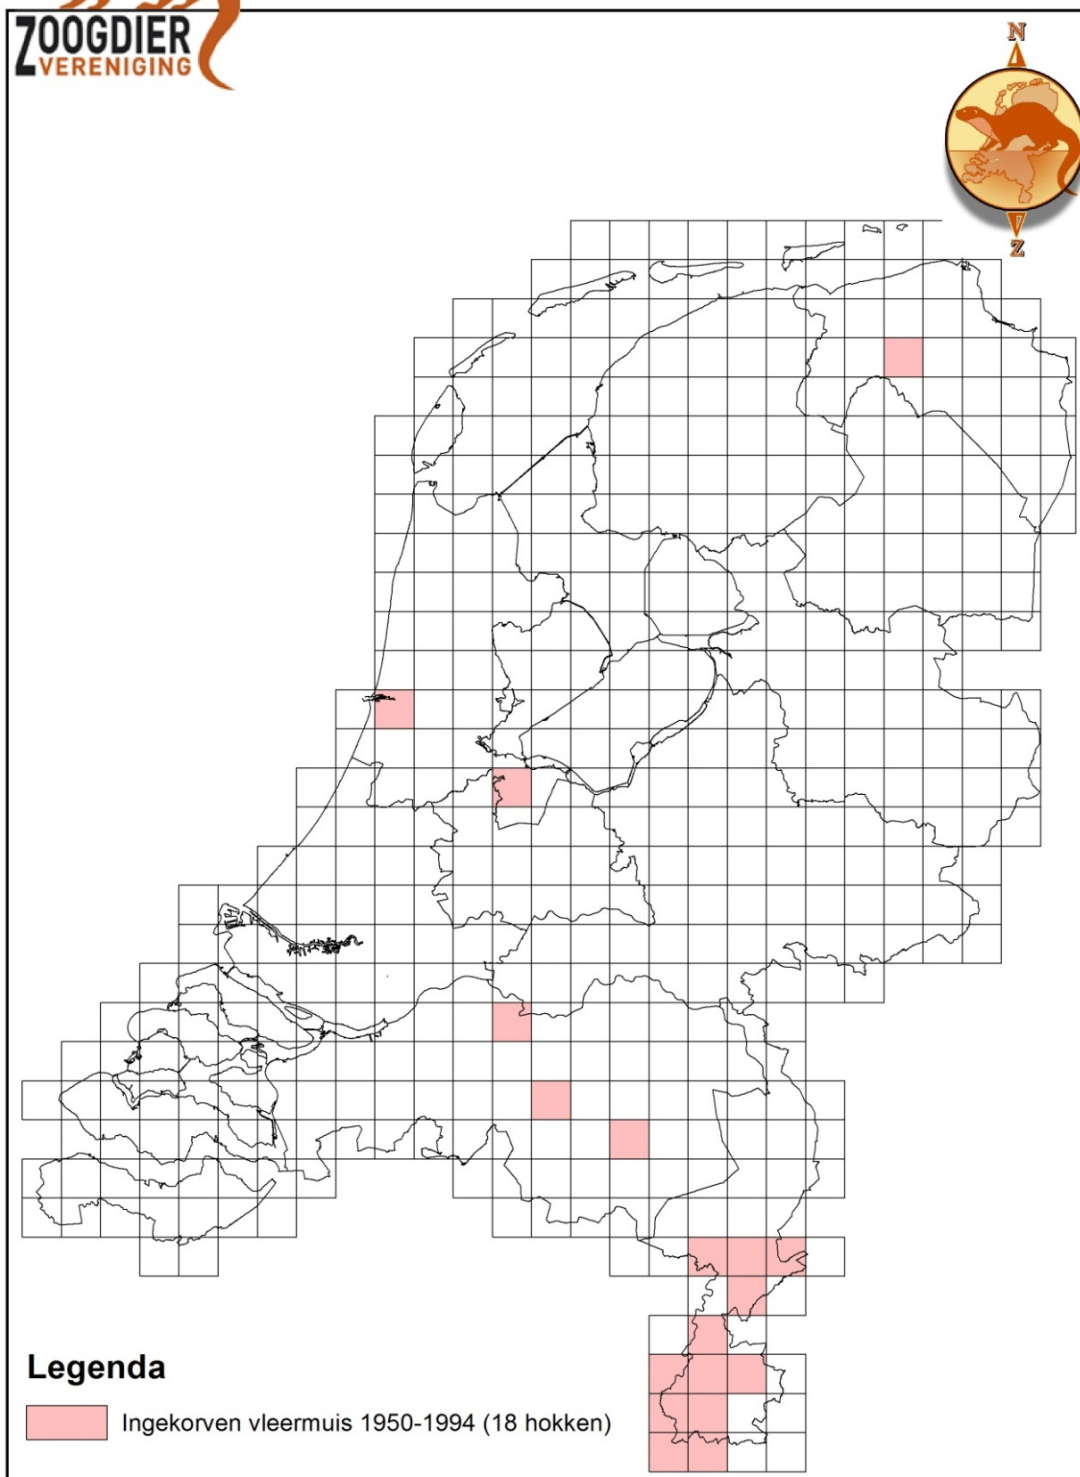 ZOOGDIER
VERENIGING
N
Z
Legenda
Ingekorven vleermuis 1950-1994 (18 hokken)